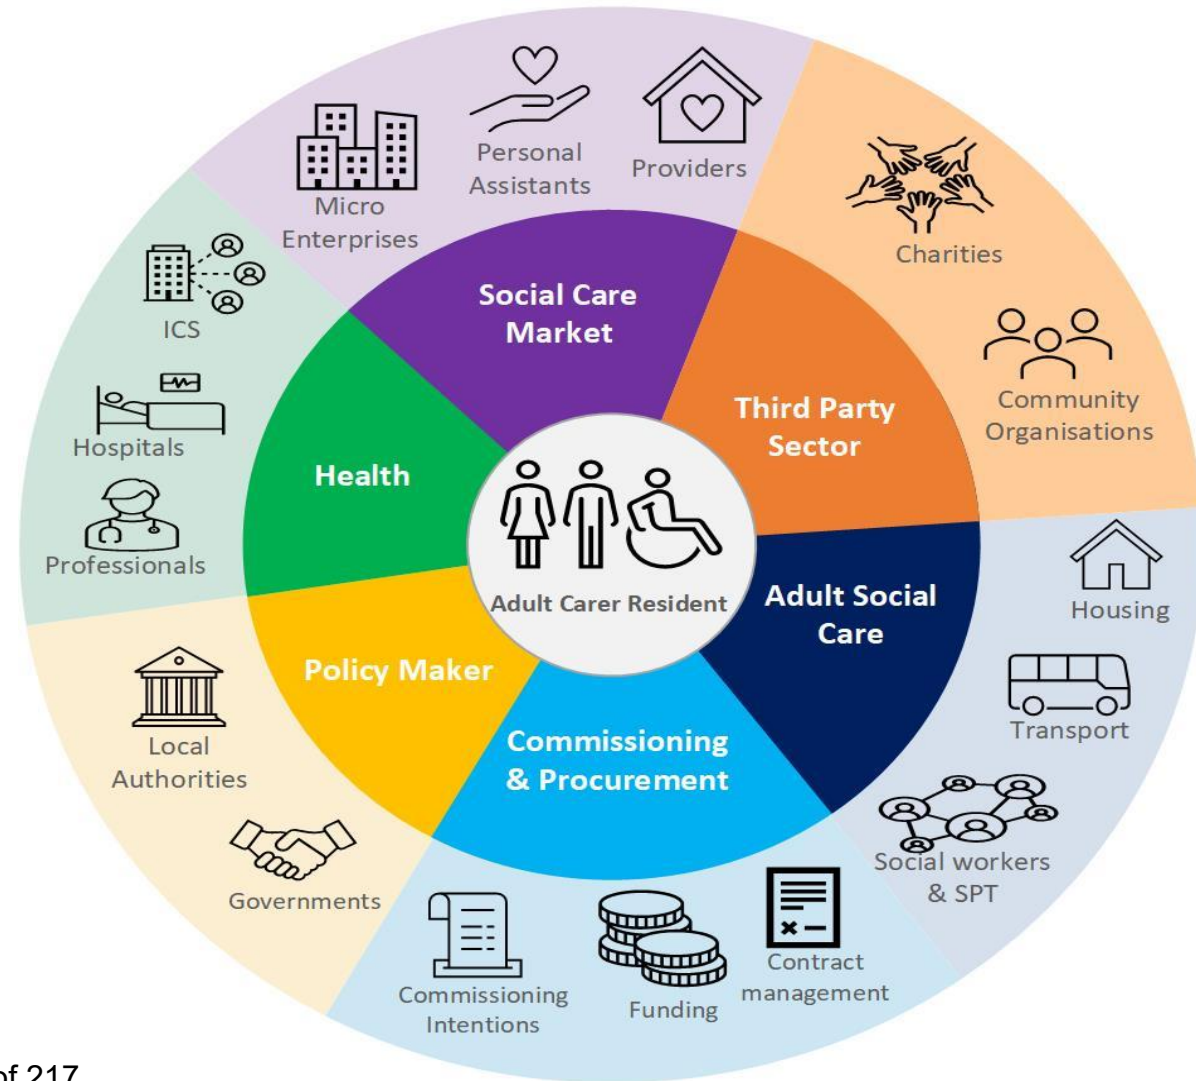 Micro
Enterprises
Personal
Assistants
Providers
Social Care
Market
Charities
Community
Organisations
Third Party
Sector
ICS
Hospitals
Professionals
Health
Adult Carer Resident
Housing
Transport
Social workers
& SPT
Adult Social
Care
Local
Authorities
Governments
Policy Maker
Commissioning
& Procurement
Commissioning
Intentions
Funding
Contract
management
of 217